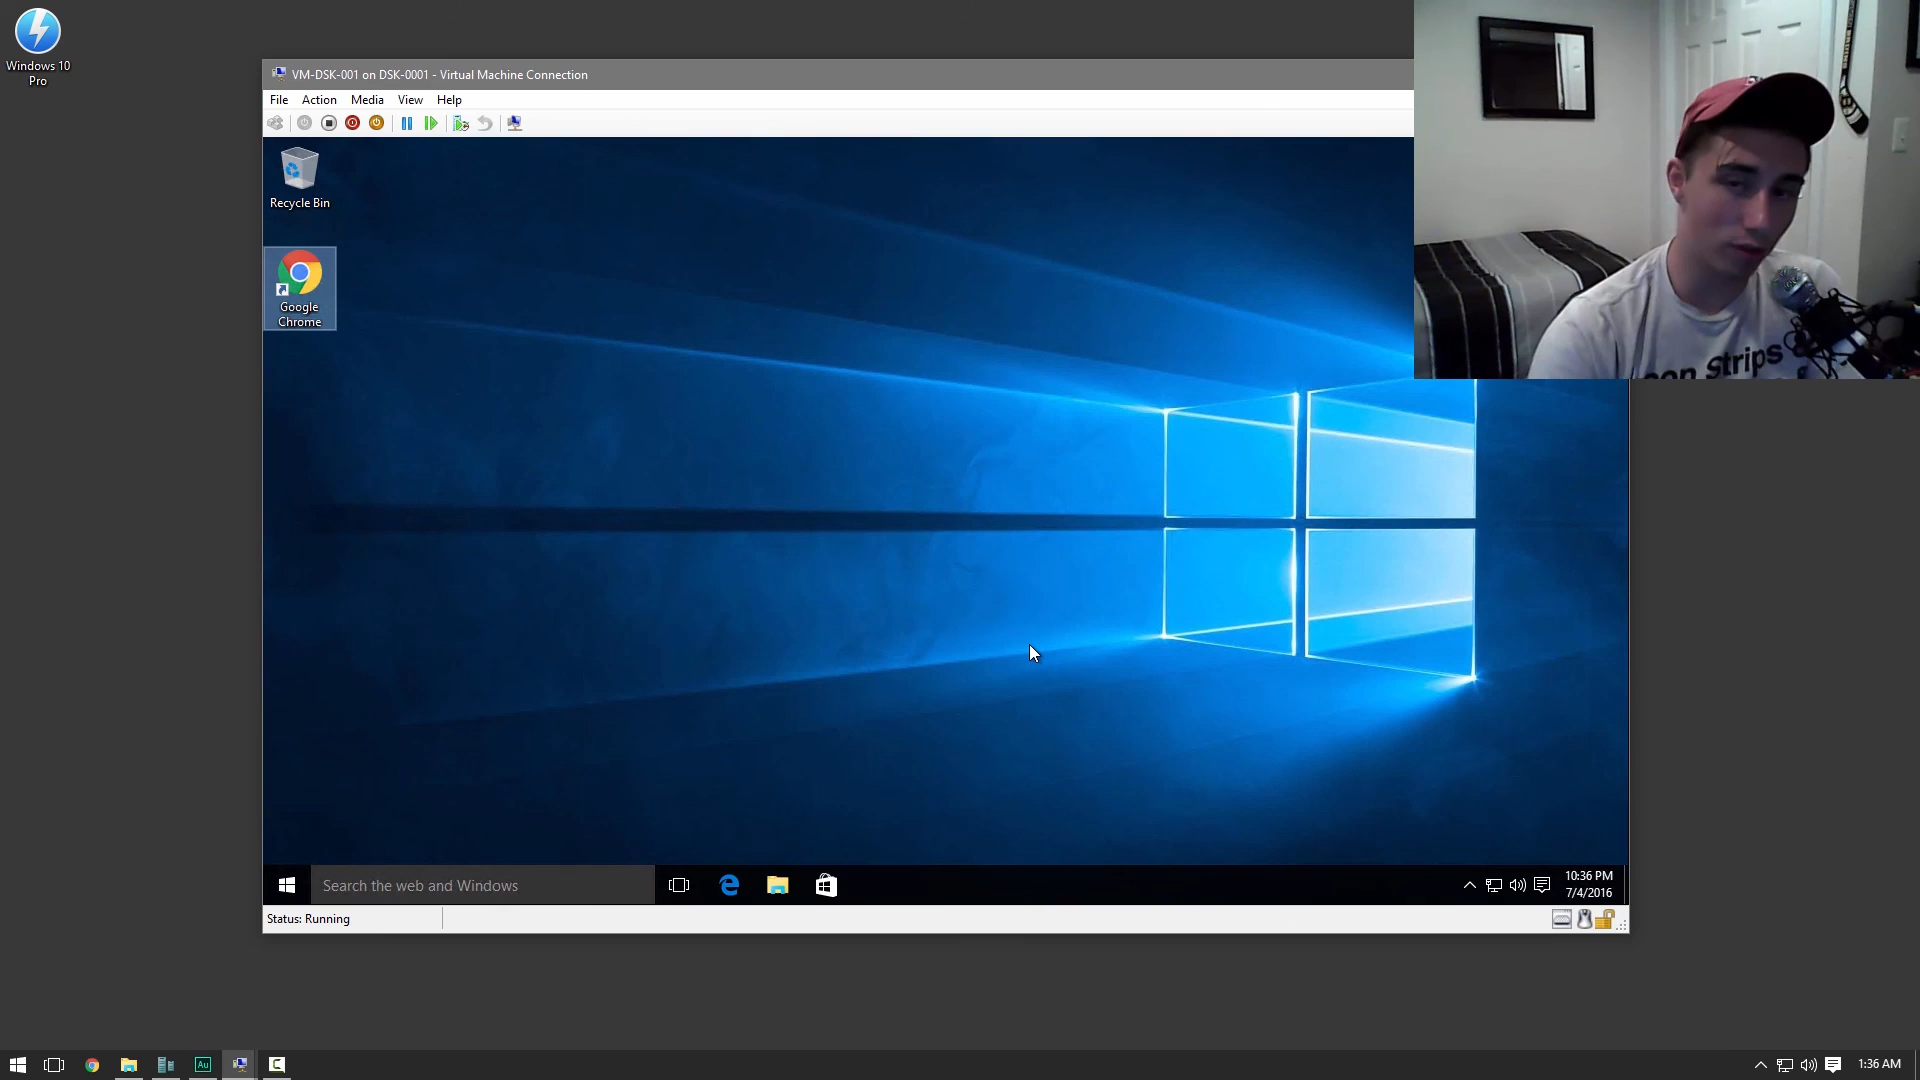 Windows 10
Pro
VM-DSK-001 on DSK-0001 - Virtual Machine Connection
File Action Media View Help
Recycle Bin
Google
Chrome
strips
Search the web and Windows
10:36 PM
7/4/2016
Status: Running
Au
1:36 AM